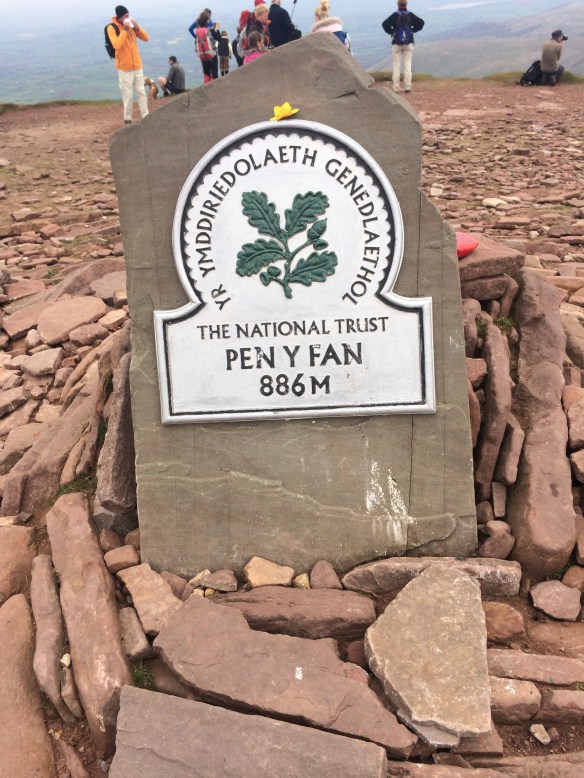 YR YMDDIRIEDOLAETH GENEDLAETHOL
THE NATIONAL TRUST
PEN Y FAN
886M